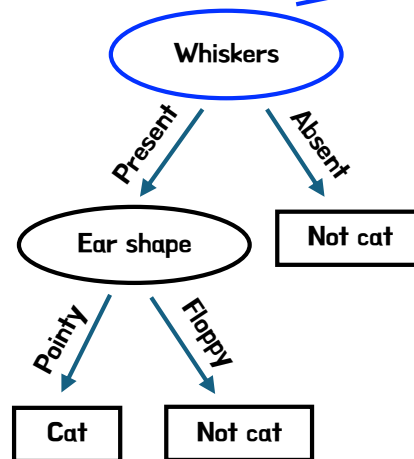 Whiskers
Present
Absent
Ear shape
Not cat
Pointy
Floppy
Cat
Not cat